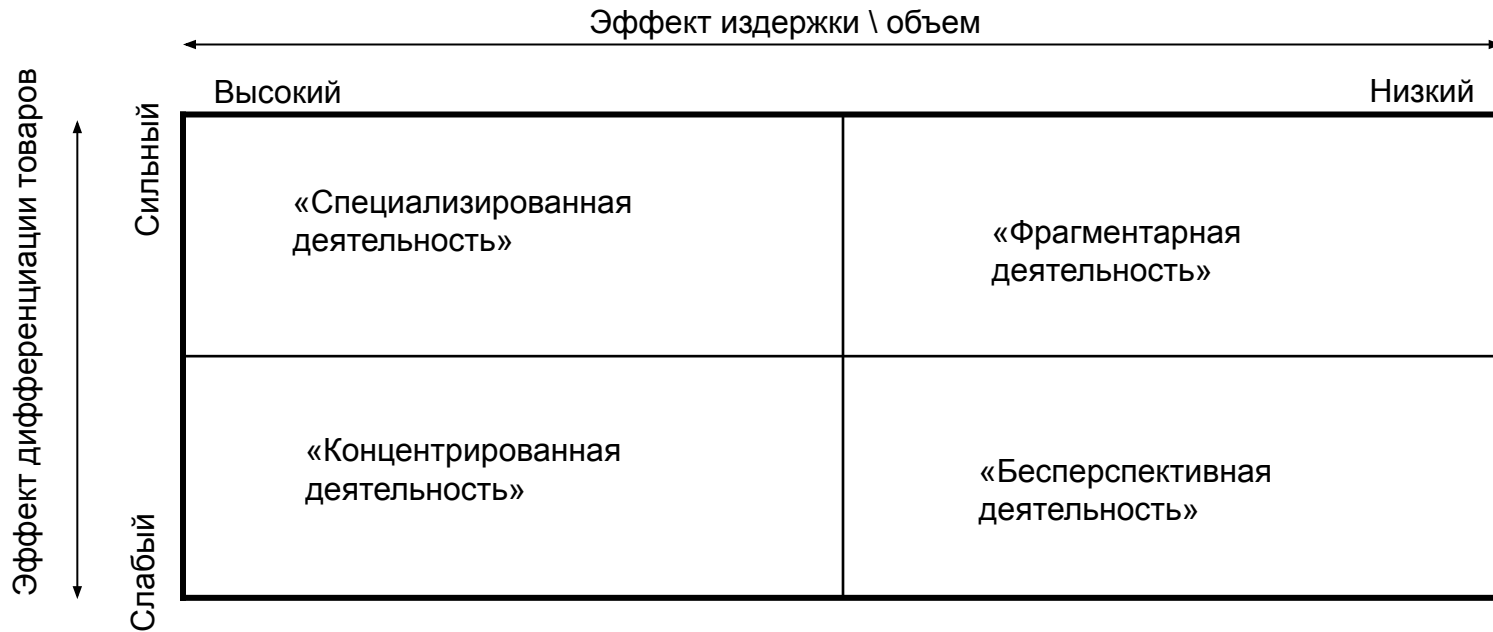 Эффект издержки \ объем
Высокий
Низкий
Эффект дифференциации товаров
Сильный
Слабый
«Специализированная
деятельность»
«Фрагментарная
деятельность»
«Концентрированная
деятельность»
«Бесперспективная
деятельность»